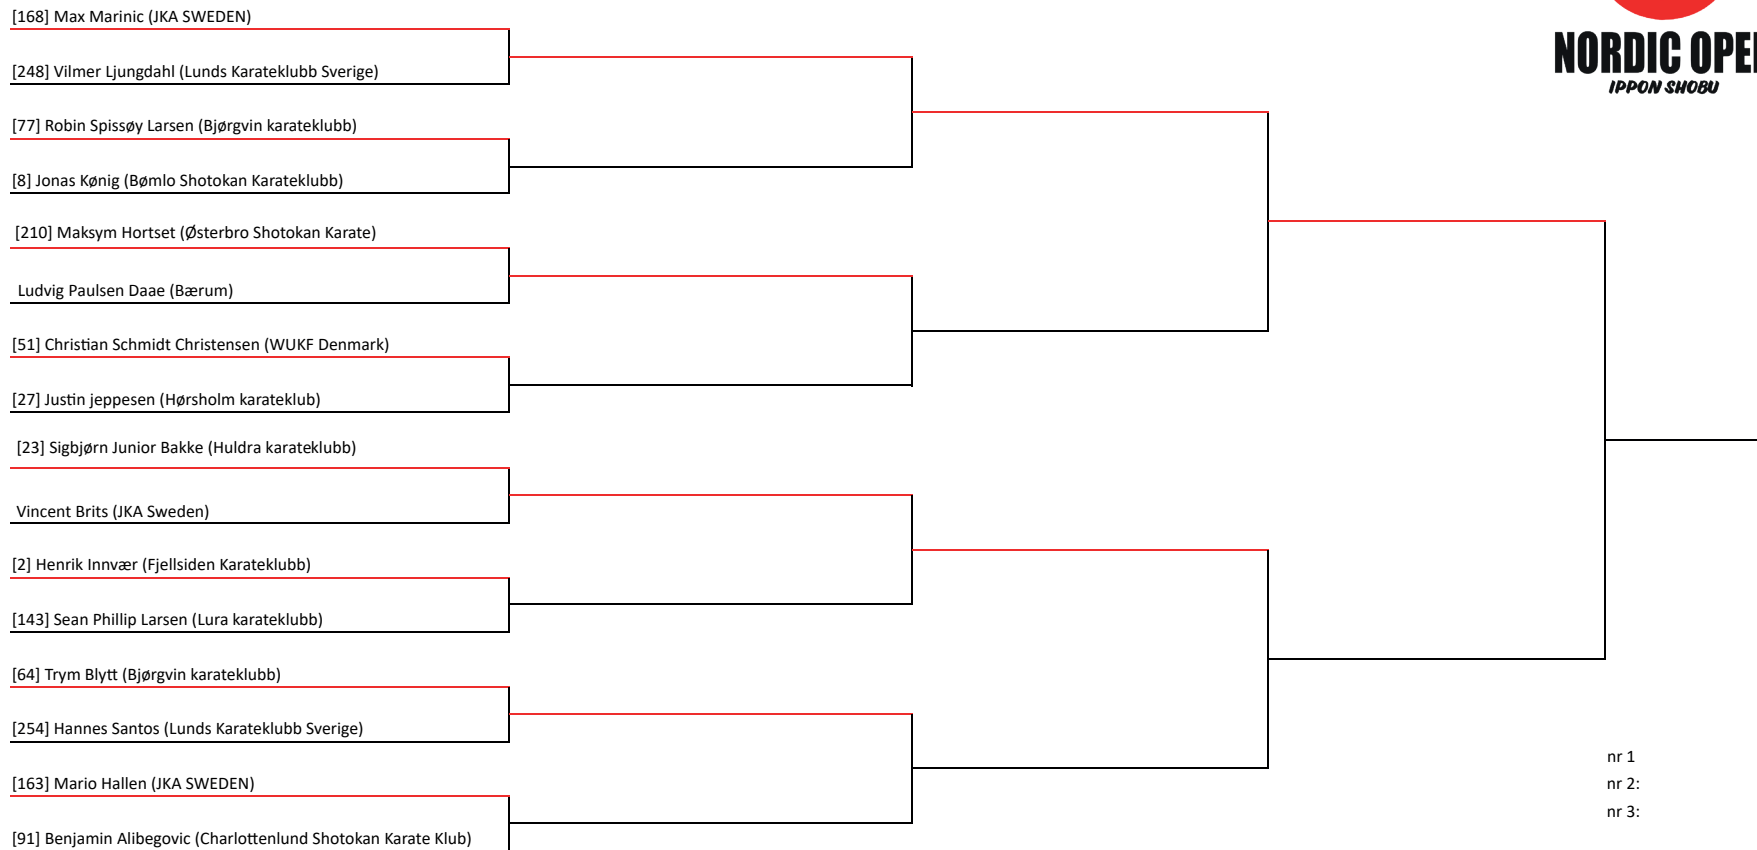 [168] Max Marinic (JKA SWEDEN)
NORDIC OPE
IPPON SHOBU
[248] Vilmer Ljungdahl (Lunds Karateklubb Sverige)
[77] Robin Spissøy Larsen (Bjørgvin karateklubb)
[8] Jonas Kønig (Bømlo Shotokan Karateklubb)
[210] Maksym Hortset (Østerbro Shotokan Karate)
Ludvig Paulsen Daae (Bærum)
[51] Christian Schmidt Christensen (WUKF Denmark)
[27] Justin jeppesen (Hørsholm karateklub)
[23] Sigbjørn Junior Bakke (Huldra karateklubb)
Vincent Brits (JKA Sweden)
[2] Henrik Innvær (Fjellsiden Karateklubb)
[143] Sean Phillip Larsen (Lura karateklubb)
[64] Trym Blytt (Bjørgvin karateklubb)
[254] Hannes Santos (Lunds Karateklubb Sverige)
[163] Mario Hallen (JKA SWEDEN)
[91] Benjamin Alibegovic (Charlottenlund Shotokan Karate Klub)
nr 1
nr 2:
nr 3: